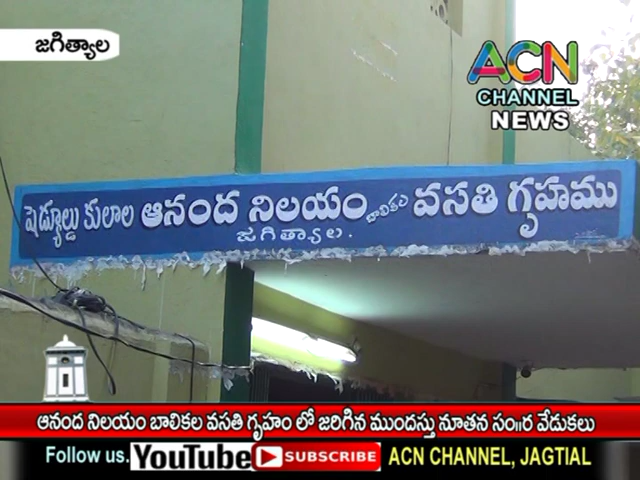 జగిత్యాల
ACN
CHANNEL
NEWS
షెడ్యూల్డు కులాల ఆనంద నిలయం బాలికల వసతి గృహము
జగిత్యాల.
ఆనంద నిలయం బాలికల వసతి గృహం లో జరిగిన ముందస్తు నూతన సం౹౹ర వేడుకలు
Follow us. YouTube SUBSCRIBE ACN CHANNEL, JAGTIAL